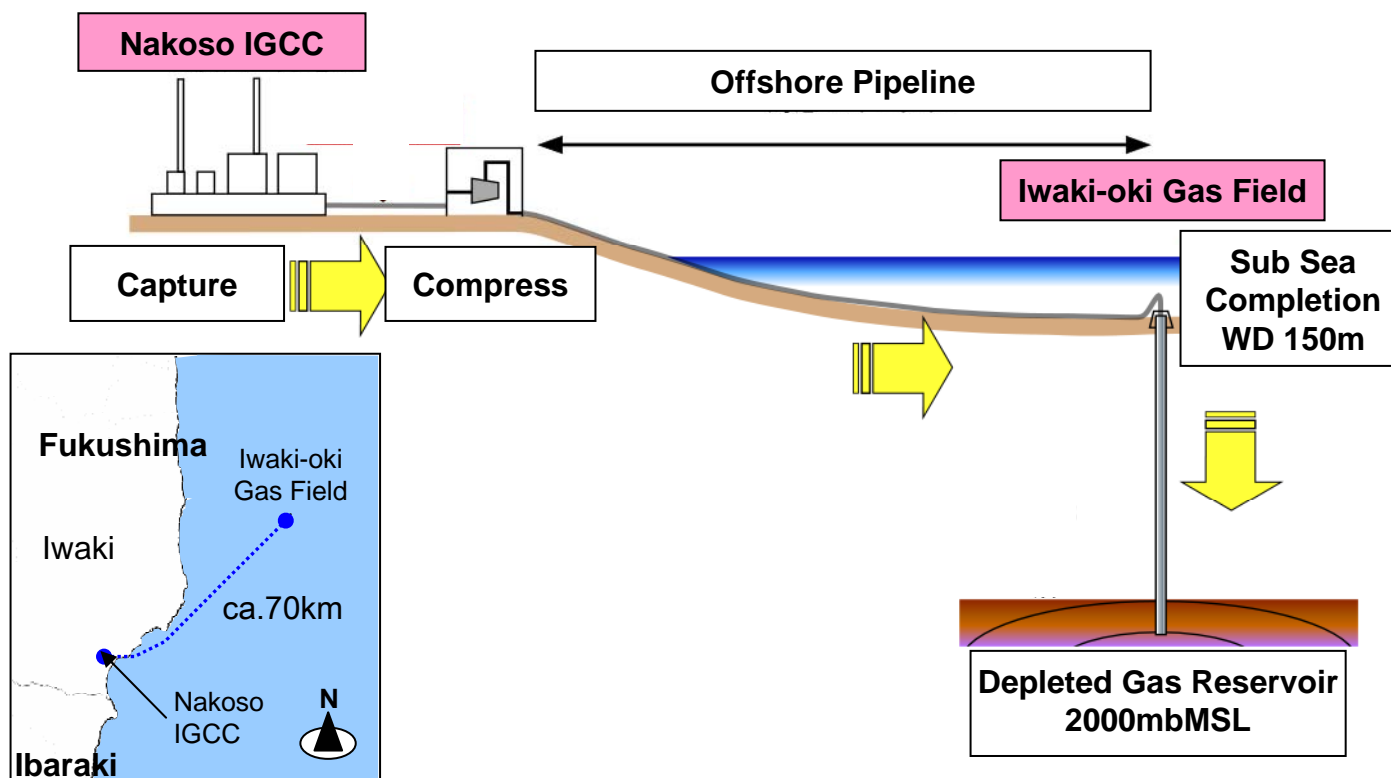 Nakoso IGCC
Offshore Pipeline
Iwaki-oki Gas Field
Capture
Compress
Sub Sea
Completion
WD 150m
Fukushima
Iwaki-oki
Gas Field
Iwaki
ca.70km
Nakoso
IGCC
N
Ibaraki
Depleted Gas Reservoir
2000mbMSL